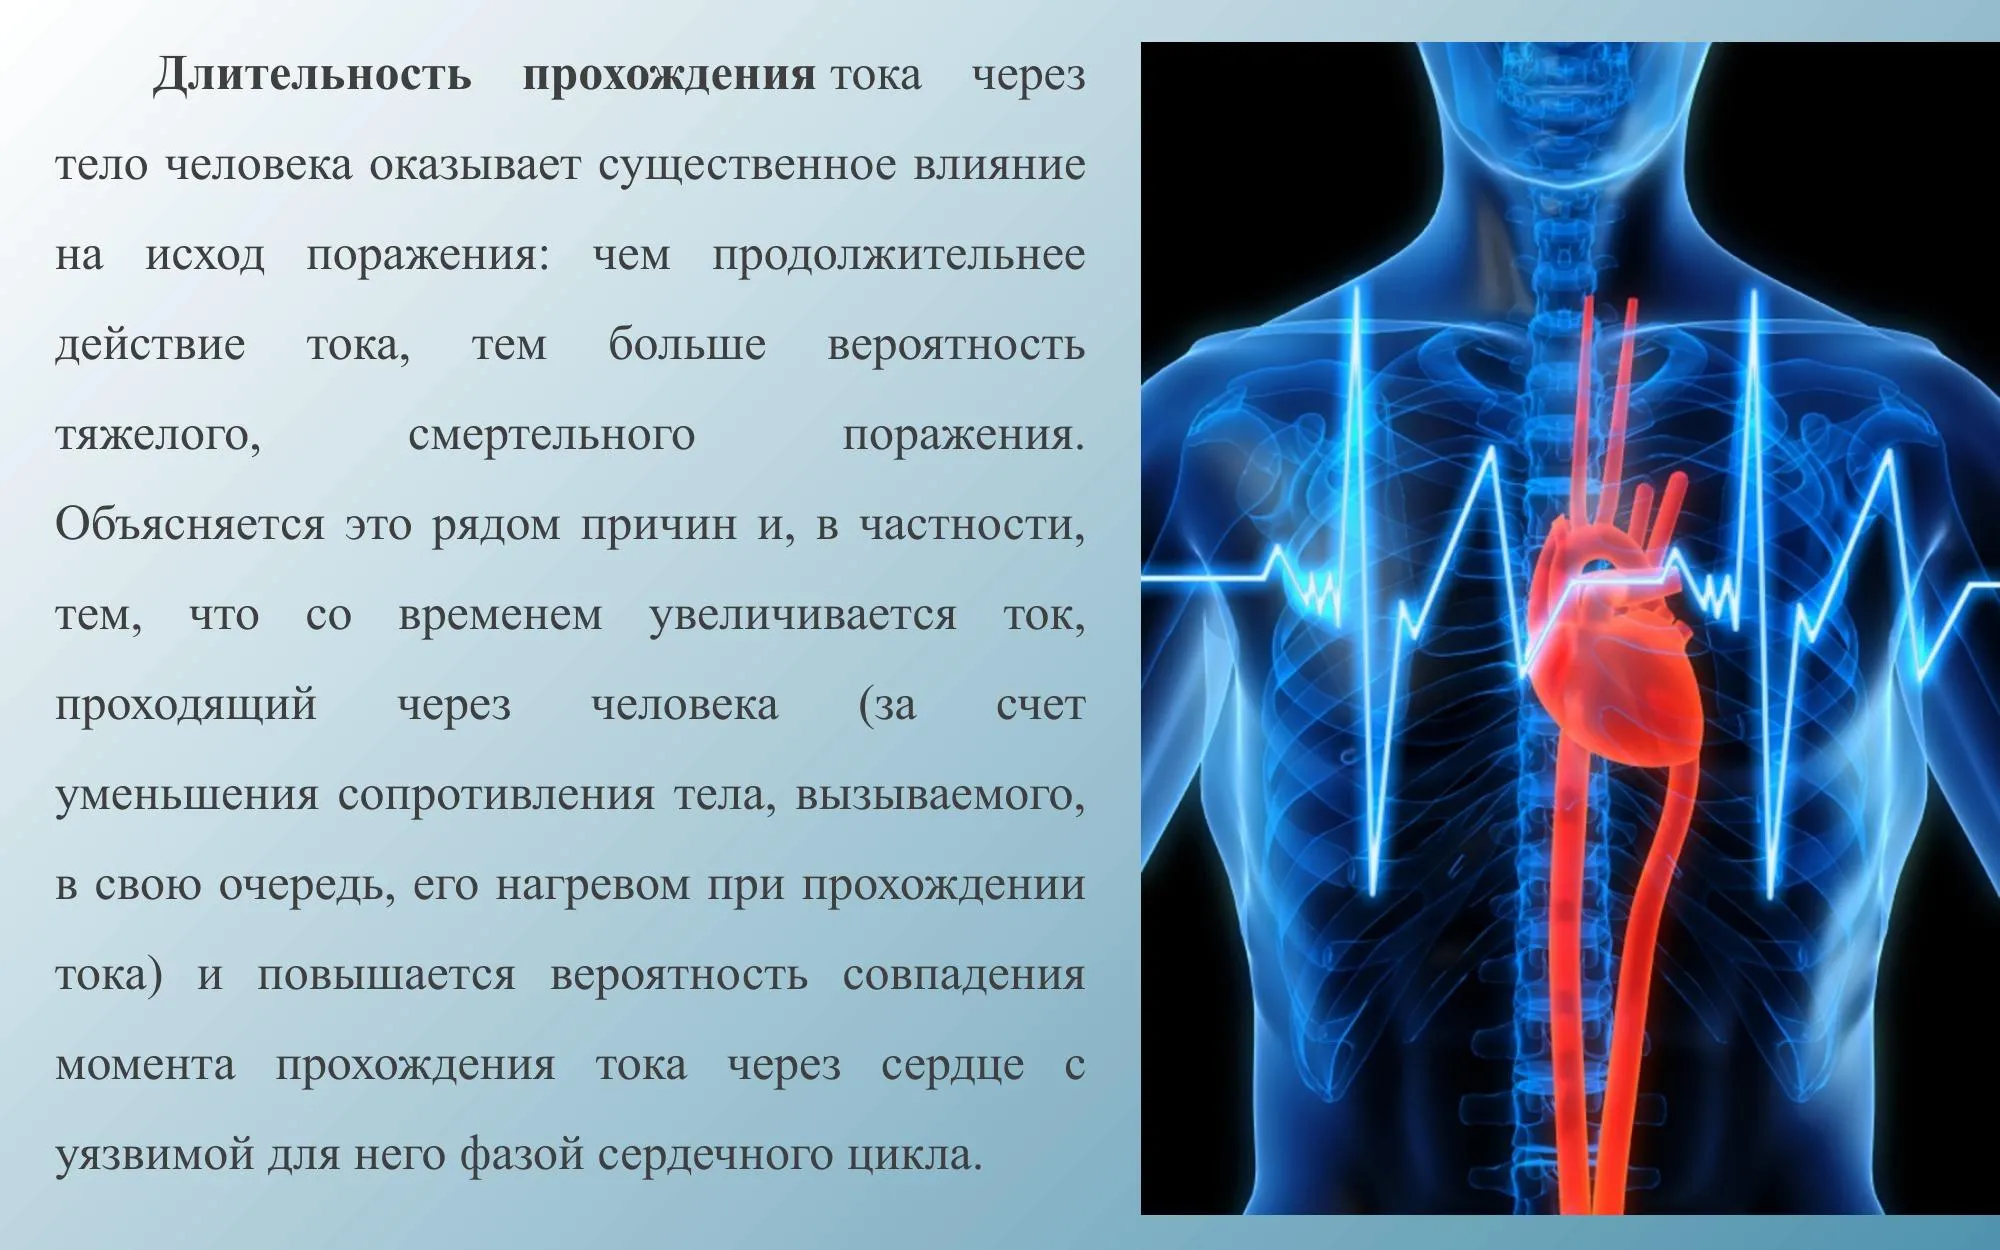 Длительность прохождения тока через
тело человека оказывает существенное влияние
на исход поражения: чем продолжительнее
действие тока, тем больше вероятность
тяжелого, смертельного поражения.
Объясняется это рядом причин и, в частности,
тем, что со временем увеличивается ток,
проходящий через человека (за счет
уменьшения сопротивления тела, вызываемого,
в свою очередь, его нагревом при прохождении
тока) и повышается вероятность совпадения
момента прохождения тока через сердце с
уязвимой для него фазой сердечного цикла.